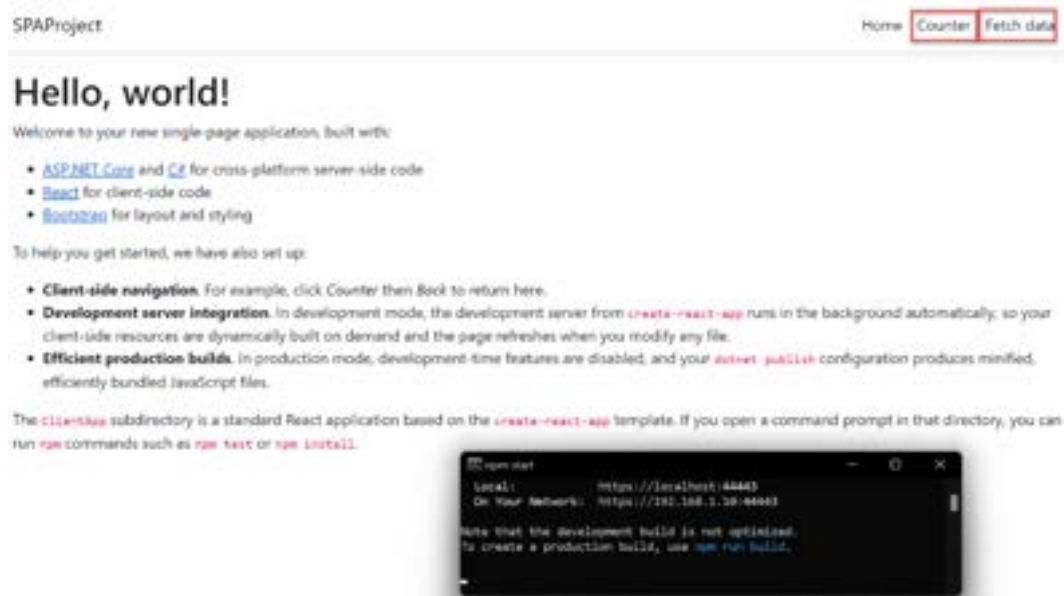 SPAProject
Home Counter Fetch data
Hello, world!
Welcome to your new single-page application, built with:
• ASP.NET Core and C# for cross-platform server-side code
• React for client-side code
• Bootstrap for layout and styling
To help you get started, we have also set up:
• Client-side navigation. For example, click Counter then Back to return here.
• Development server integration. In development mode, the development server from create-react-app runs in the background automatically, so your
client-side resources are dynamically built on demand and the page refreshes when you modify any file.
• Efficient production builds. In production mode, development-time features are disabled, and your dotnet publish configuration produces minified,
efficiently bundled JavaScript files.
The ClientApp subdirectory is a standard React application based on the create-react-app template. If you open a command prompt in that directory, you can
run npm commands such as npm test or npm install.
npm start
Local: https://localhost:44443
On Your Network: https://192.168.1.10:44443
Note that the development build is not optimized.
To create a production build, use npm run build.